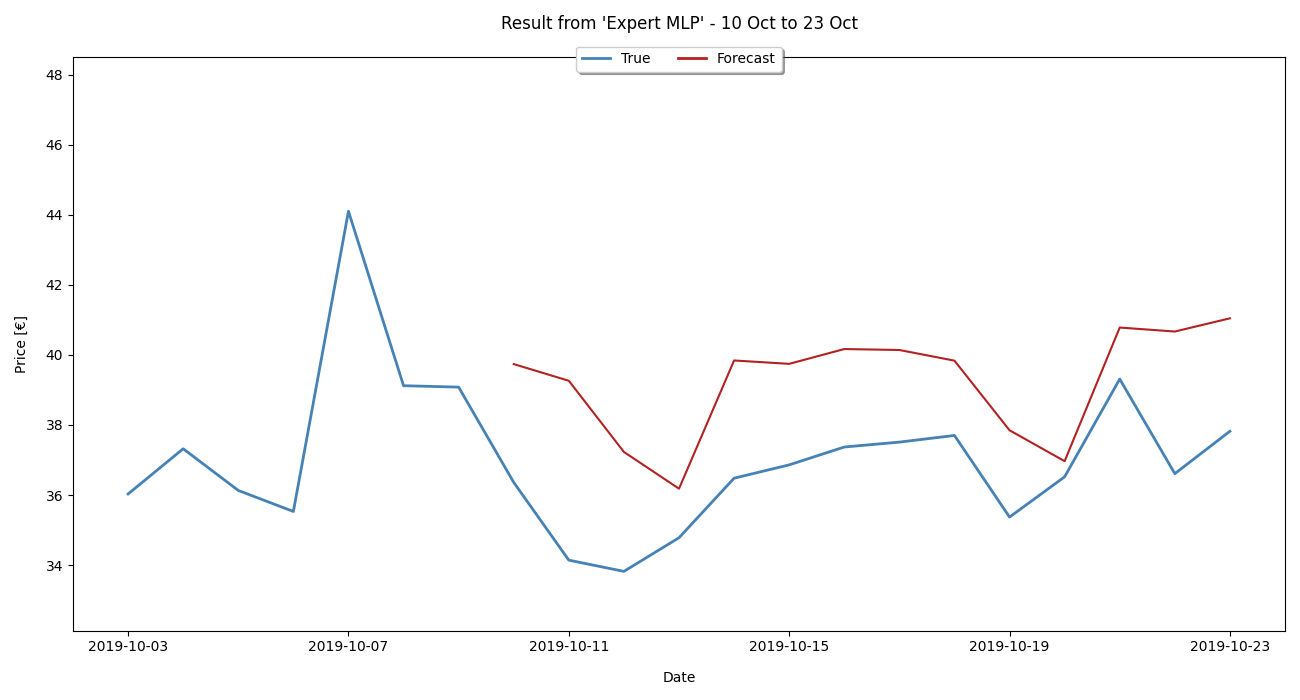 Result from 'Expert MLP' - 10 Oct to 23 Oct
True Forecast
48
46
44
42
40
38
36
34
Price [€]
2019-10-03 2019-10-07 2019-10-11 2019-10-15 2019-10-19 2019-10-23
Date